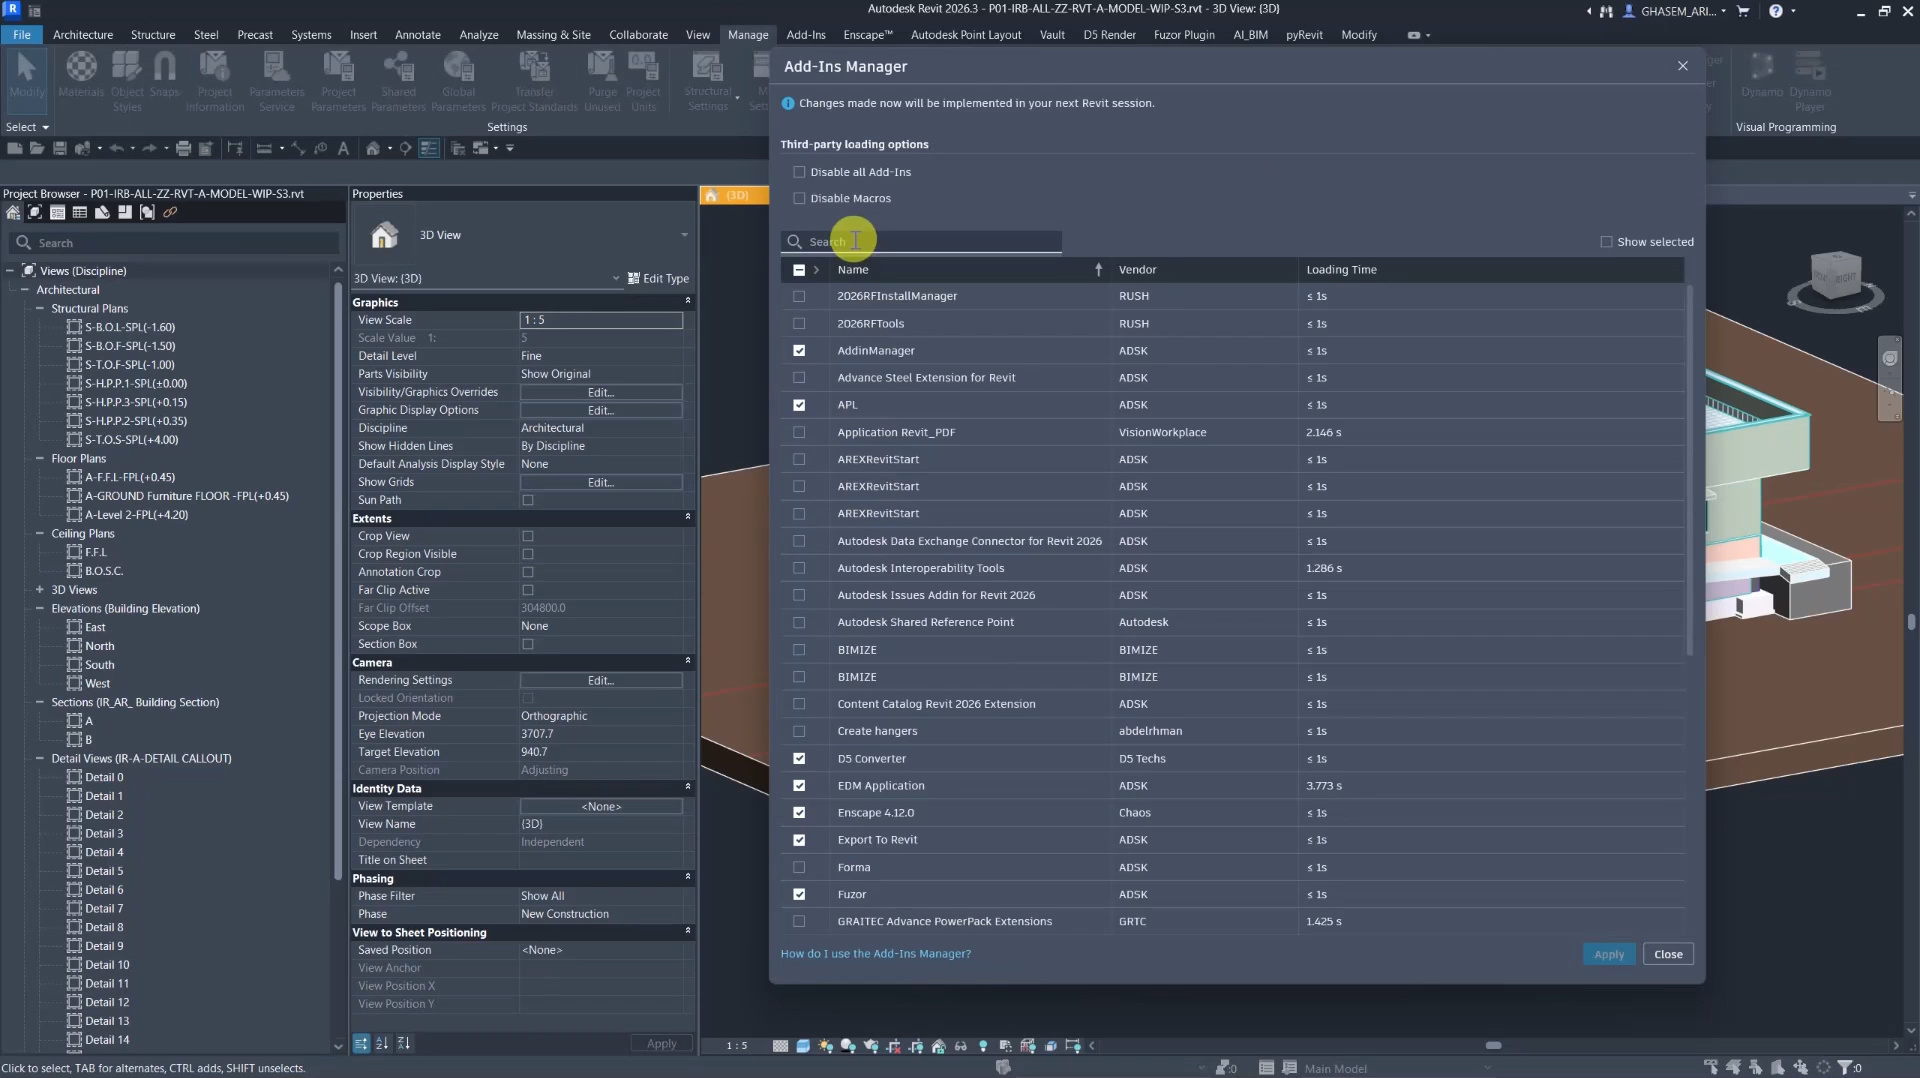 Autodesk Revit 2026.3 - P01-IRB-ALL-ZZ-RVT-A-MODEL-WIP-S3.rvt - 3D View: {3D}
GHASEM_ARI...
File Architecture Structure Steel Precast Systems Insert Annotate Analyze Massing & Site Collaborate View Manage Add-Ins Enscape™ Autodesk Point Layout Vault D5 Render Fuzor Plugin AI_BIM pyRevit Modify
Modify
Materials
Object Styles
Snaps
Project Information
Parameters Service
Project Parameters
Shared Parameters
Global Parameters
Transfer Project Standards
Purge Unused
Project Units
Structural Settings
Dynamo
Dynamo Player
Select
Settings
Visual Programming
Project Browser - P01-IRB-ALL-ZZ-RVT-A-MODEL-WIP-S3.rvt
Search
Views (Discipline)
Architectural
Structural Plans
S-B.O.L-SPL(-1.60)
S-B.O.F-SPL(-1.50)
S-T.O.F-SPL(-1.00)
S-H.P.P.1-SPL(±0.00)
S-H.P.P.3-SPL(+0.15)
S-H.P.P.2-SPL(+0.35)
S-T.O.S-SPL(+4.00)
Floor Plans
A-F.F.L-FPL(+0.45)
A-GROUND Furniture FLOOR -FPL(+0.45)
A-Level 2-FPL(+4.20)
Ceiling Plans
F.F.L
B.O.S.C.
3D Views
Elevations (Building Elevation)
East
North
South
West
Sections (IR_AR_ Building Section)
A
B
Detail Views (IR-A-DETAIL CALLOUT)
Detail 0
Detail 1
Detail 2
Detail 3
Detail 4
Detail 5
Detail 6
Detail 7
Detail 8
Detail 9
Detail 10
Detail 11
Detail 12
Detail 13
Detail 14
Properties
3D View
3D View: {3D} Edit Type
Graphics
View Scale 1 : 5
Scale Value 1: 5
Detail Level Fine
Parts Visibility Show Original
Visibility/Graphics Overrides Edit...
Graphic Display Options Edit...
Discipline Architectural
Show Hidden Lines By Discipline
Default Analysis Display Style None
Show Grids Edit...
Sun Path
Extents
Crop View
Crop Region Visible
Annotation Crop
Far Clip Active
Far Clip Offset 304800.0
Scope Box None
Section Box
Camera
Rendering Settings Edit...
Locked Orientation
Projection Mode Orthographic
Eye Elevation 3707.7
Target Elevation 940.7
Camera Position Adjusting
Identity Data
View Template <None>
View Name {3D}
Dependency Independent
Title on Sheet
Phasing
Phase Filter Show All
Phase New Construction
View to Sheet Positioning
Saved Position <None>
View Anchor
View Position X
View Position Y
Apply
{3D}
Add-Ins Manager
Changes made now will be implemented in your next Revit session.
Third-party loading options
Disable all Add-Ins
Disable Macros
Search
Show selected
Name Vendor Loading Time
2026RFInstallManager RUSH ≤ 1s
2026RFTools RUSH ≤ 1s
AddinManager ADSK ≤ 1s
Advance Steel Extension for Revit ADSK ≤ 1s
APL ADSK ≤ 1s
Application Revit_PDF VisionWorkplace 2.146 s
AREXRevitStart ADSK ≤ 1s
AREXRevitStart ADSK ≤ 1s
AREXRevitStart ADSK ≤ 1s
Autodesk Data Exchange Connector for Revit 2026 ADSK ≤ 1s
Autodesk Interoperability Tools ADSK 1.286 s
Autodesk Issues Addin for Revit 2026 ADSK ≤ 1s
Autodesk Shared Reference Point Autodesk ≤ 1s
BIMIZE BIMIZE ≤ 1s
BIMIZE BIMIZE ≤ 1s
Content Catalog Revit 2026 Extension ADSK ≤ 1s
Create hangers abdelrhman ≤ 1s
D5 Converter D5 Techs ≤ 1s
EDM Application ADSK 3.773 s
Enscape 4.12.0 Chaos ≤ 1s
Export To Revit ADSK ≤ 1s
Forma ADSK ≤ 1s
Fuzor ADSK ≤ 1s
GRAITEC Advance PowerPack Extensions GRTC 1.425 s
How do I use the Add-Ins Manager?
Apply Close
RIGHT
1 : 5
Click to select, TAB for alternates, CTRL adds, SHIFT unselects.
:0
Main Model
:0